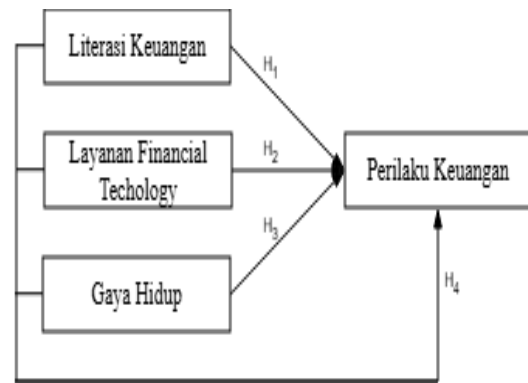 Literasi Keuangan
H1
Layanan Financial
Techology
H2
Perilaku Keuangan
H3
Gaya Hidup
H4